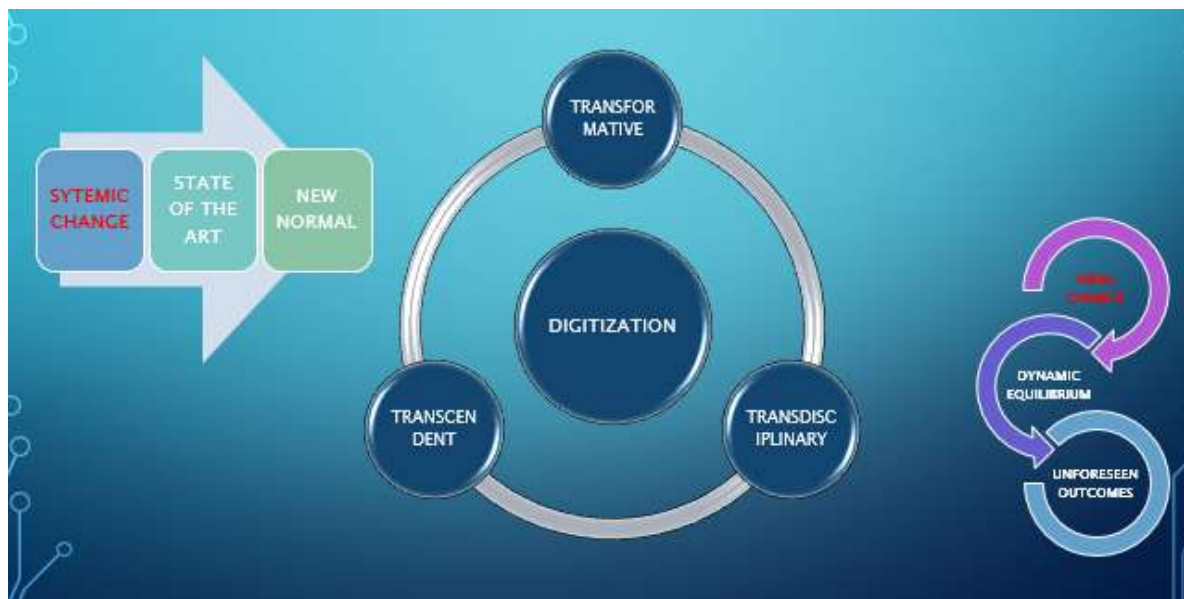 SYTEMIC
CHANGE
STATE
OF THE
ART
NEW
NORMAL
TRANSFOR
MATIVE
DIGITIZATION
TRANSCEN
DENT
TRANSDISC
IPLINARY
CHANGE
DYNAMIC
EQUILIBRIUM
UNFORESEEN
OUTCOMES